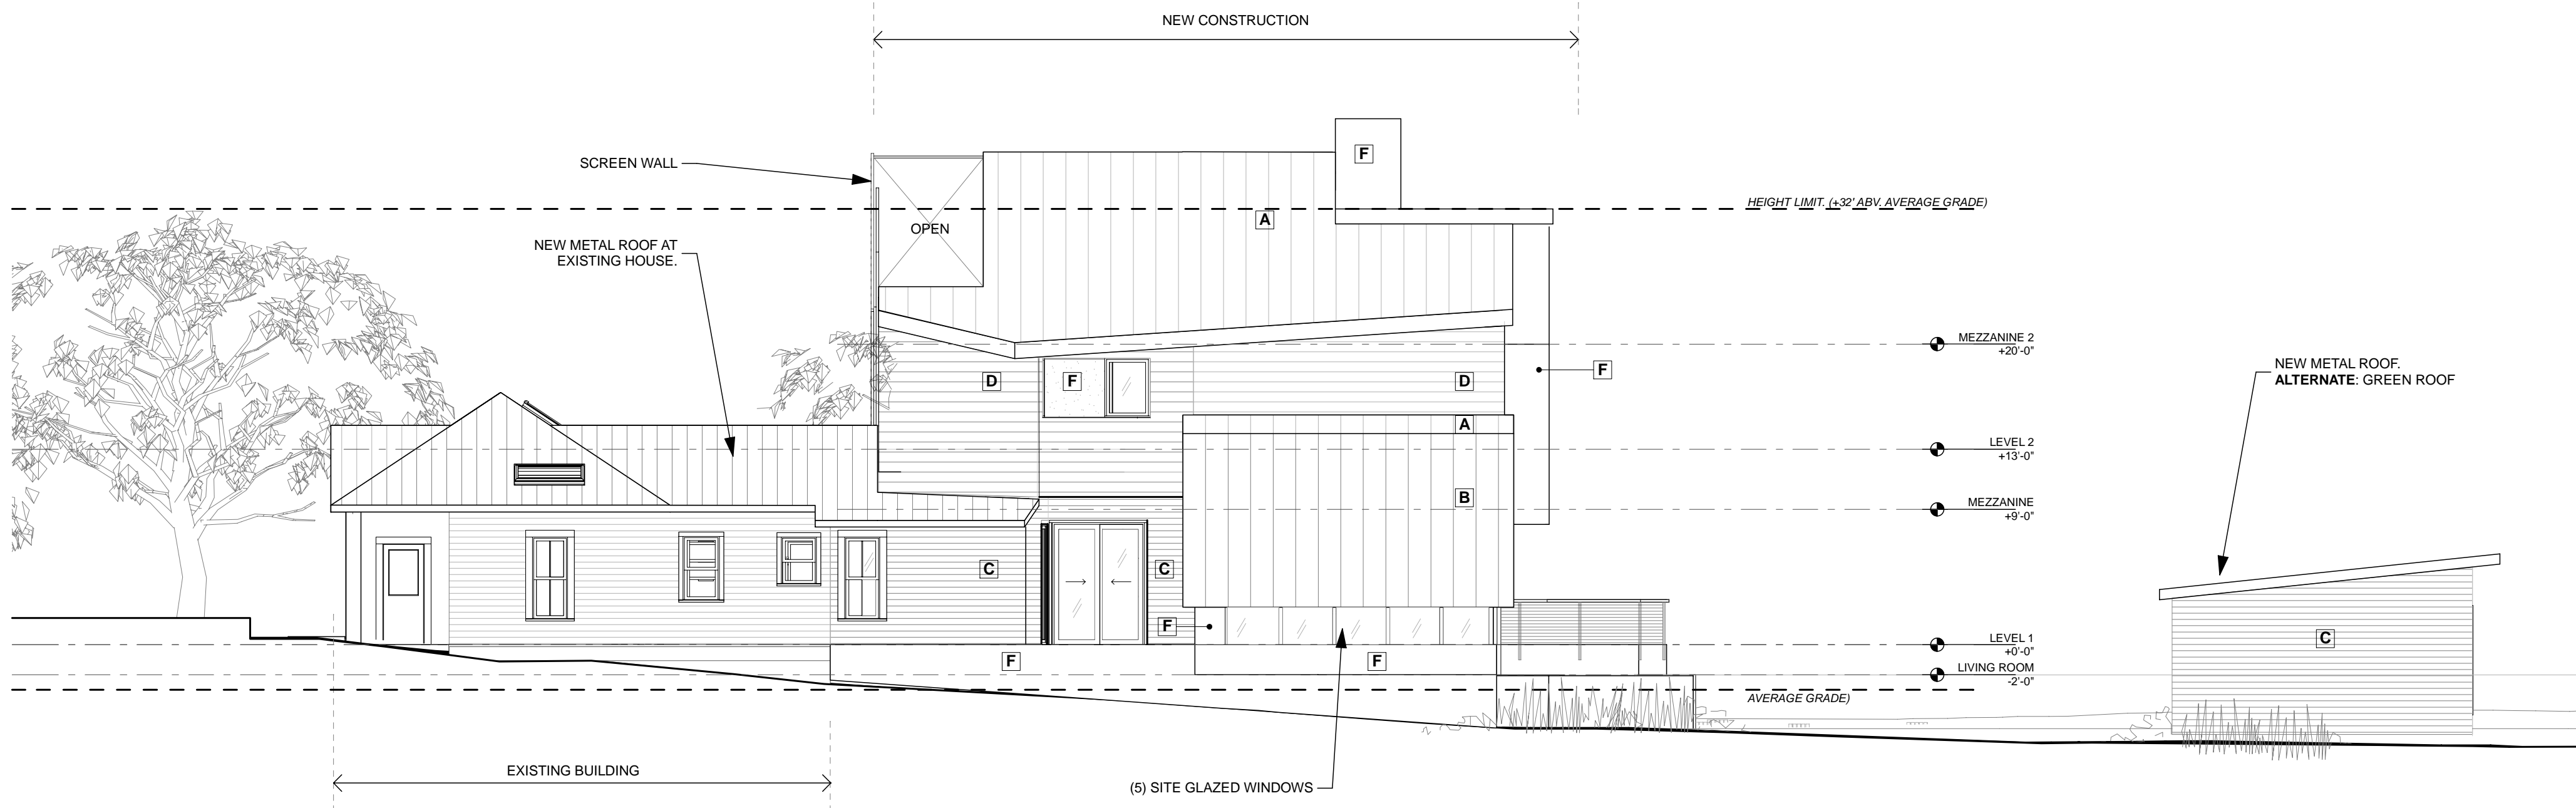 NEW CONSTRUCTION
SCREEN WALL
F
HEIGHT LIMIT. (+32' ABV. AVERAGE GRADE)
A
OPEN
NEW METAL ROOF AT
EXISTING HOUSE.
MEZZANINE 2
+20'-0"
NEW METAL ROOF.
ALTERNATE: GREEN ROOF
D
F
D
F
A
LEVEL 2
+13'-0"
B
MEZZANINE
+9'-0"
C
C
F
LEVEL 1
+0'-0"
C
F
F
LIVING ROOM
-2'-0"
AVERAGE GRADE)
EXISTING BUILDING
(5) SITE GLAZED WINDOWS